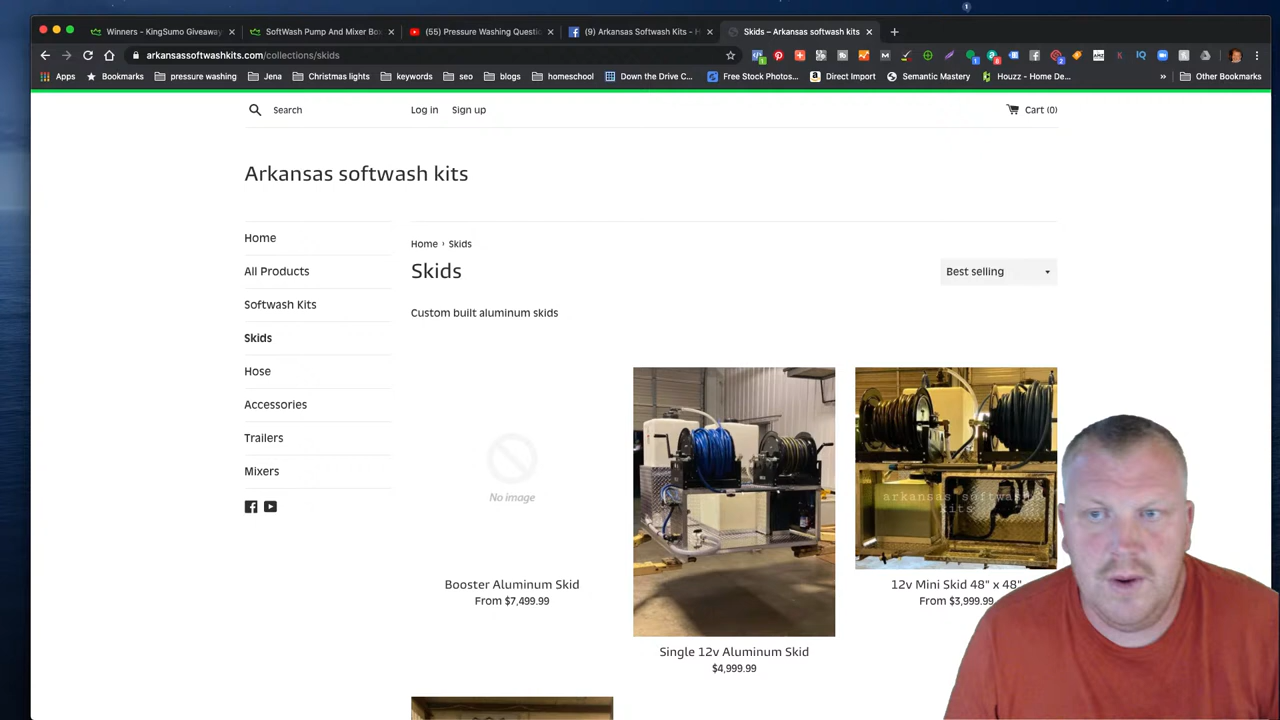 Winners - KingSumo Giveaway
SoftWash Pump And Mixer Bo
(55) Pressure Washing Questi
(9) Arkansas Softwash Kits - H
Skids – Arkansas softwash kits
arkansassoftwashkits.com/collections/skids
Apps
Bookmarks
pressure washing
Jena
Christmas lights
keywords
seo
blogs
homeschool
Down the Drive C...
Free Stock Photos...
Direct Import
Semantic Mastery
Houzz - Home De...
Other Bookmarks
Search
Log in
Sign up
Cart (0)
Arkansas softwash kits
Home
All Products
Softwash Kits
Skids
Hose
Accessories
Trailers
Mixers
Home › Skids
Skids
Best selling
Custom built aluminum skids
No image
Booster Aluminum Skid
From $7,499.99
Single 12v Aluminum Skid
$4,999.99
arkansas softwash
kits
12v Mini Skid 48" x 48"
From $3,999.99